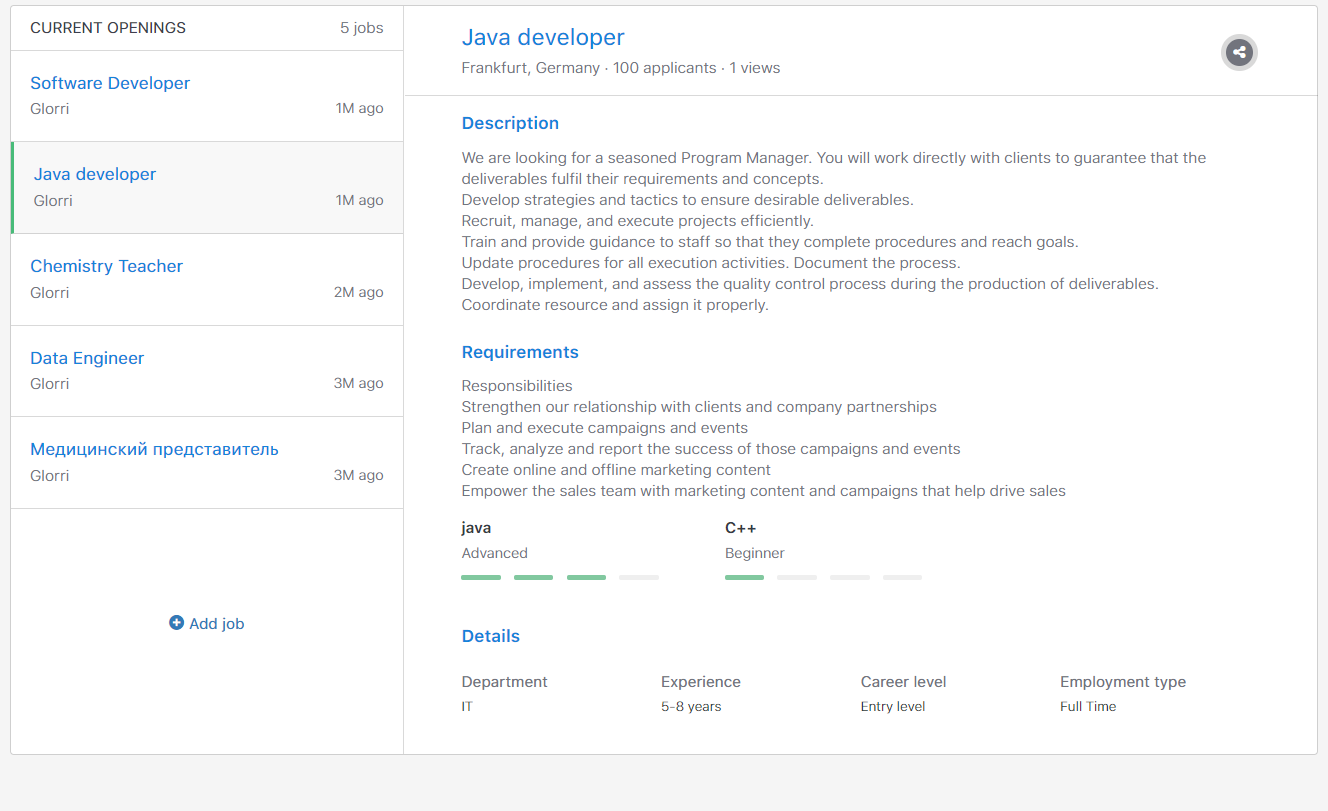 CURRENT OPENINGS 5 jobs
Software Developer
Glorri 1M ago
Java developer
Glorri 1M ago
Chemistry Teacher
Glorri 2M ago
Data Engineer
Glorri 3M ago
Медицинский представитель
Glorri 3M ago
Add job
Java developer
Frankfurt, Germany · 100 applicants · 1 views
Description
We are looking for a seasoned Program Manager. You will work directly with clients to guarantee that the
deliverables fulfil their requirements and concepts.
Develop strategies and tactics to ensure desirable deliverables.
Recruit, manage, and execute projects efficiently.
Train and provide guidance to staff so that they complete procedures and reach goals.
Update procedures for all execution activities. Document the process.
Develop, implement, and assess the quality control process during the production of deliverables.
Coordinate resource and assign it properly.
Requirements
Responsibilities
Strengthen our relationship with clients and company partnerships
Plan and execute campaigns and events
Track, analyze and report the success of those campaigns and events
Create online and offline marketing content
Empower the sales team with marketing content and campaigns that help drive sales
java C++
Advanced Beginner
Details
Department Experience Career level Employment type
IT 5-8 years Entry level Full Time